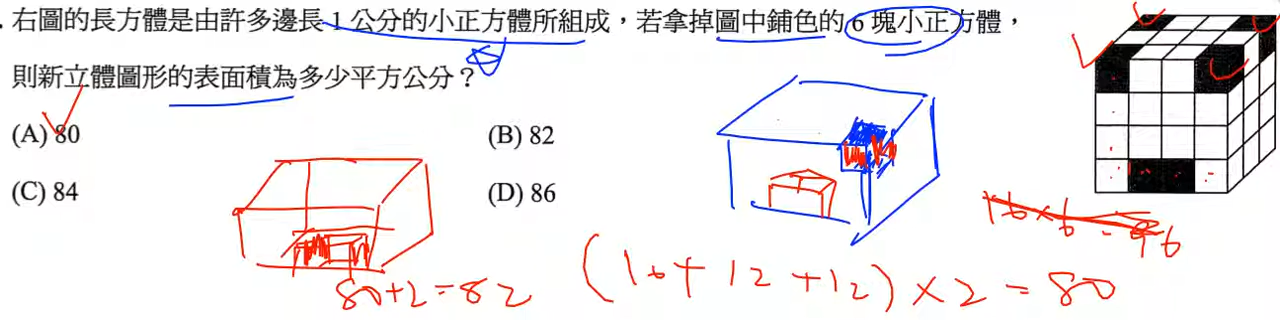 . 右圖的長方體是由許多邊長 1 公分的小正方體所組成，若拿掉圖中鋪色的 6 塊小正方體，
則新立體圖形的表面積為多少平方公分？
(A) 80
(B) 82
(C) 84
(D) 86
16×6=96
80+2=82
(16+12+12)×2=80